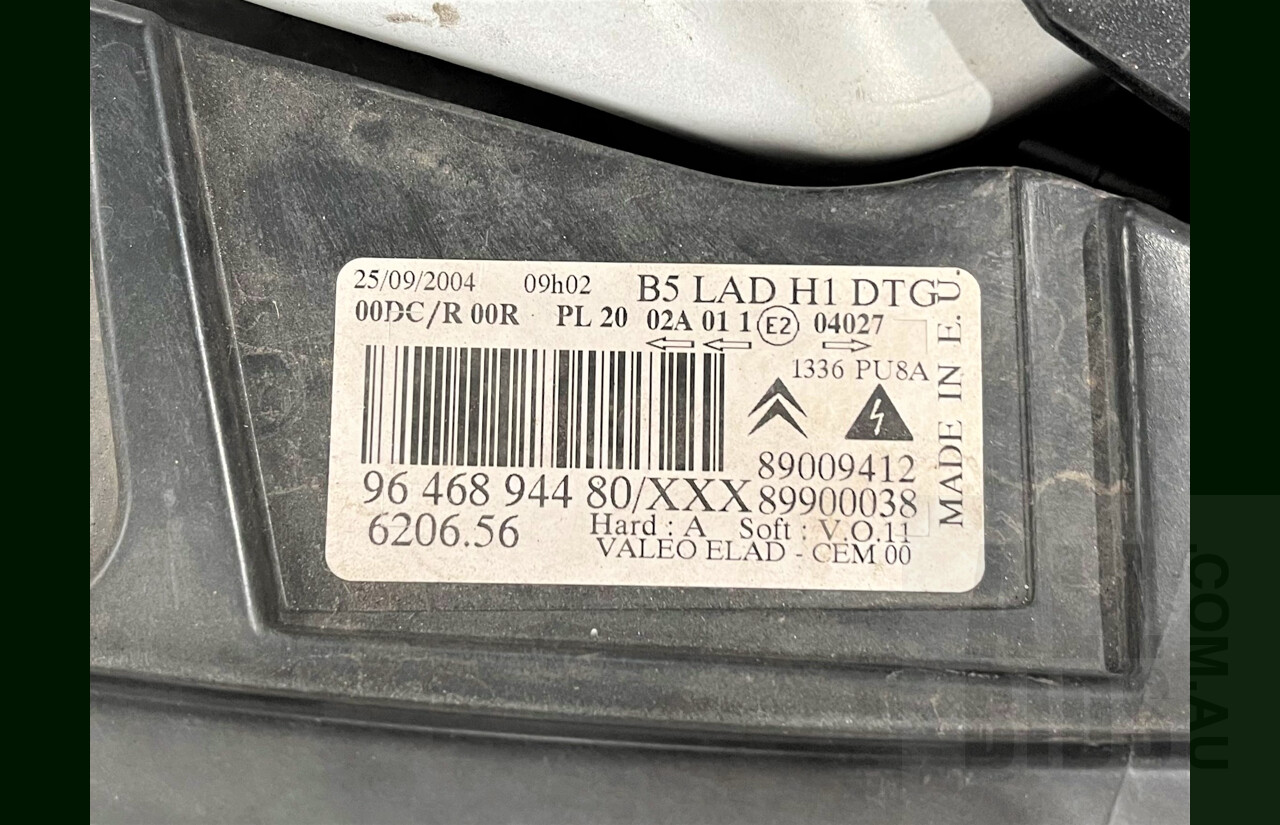 25/09/2004 09h02 B5 LAD H1 DTG
00DC/R 00R PL 20 02A 01 1 E2 04027
1336 PU8A
89009412
96 468 944 80/XXX 89900038
6206.56 Hard : A Soft : V.O.11
VALEO ELAD - CEM 00
MADE IN E.U.
.COM.AU